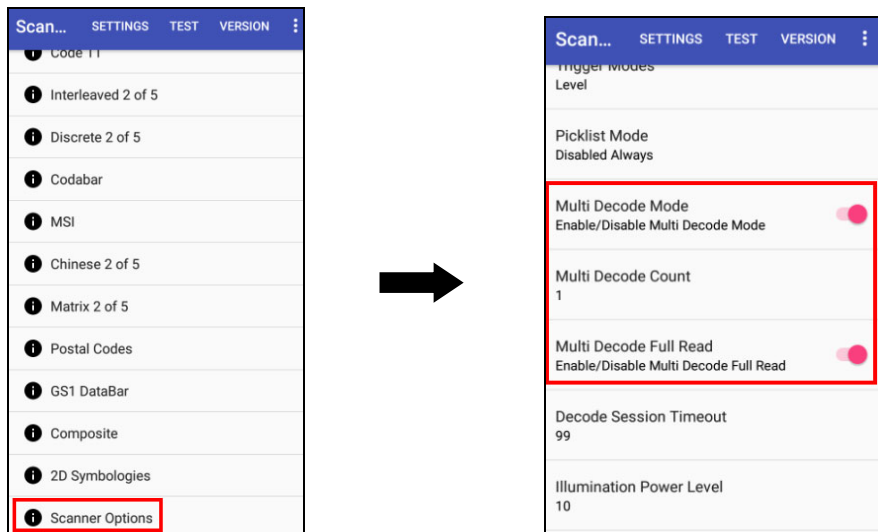 Scan... SETTINGS TEST VERSION
Code 11
Interleaved 2 of 5
Discrete 2 of 5
Codabar
MSI
Chinese 2 of 5
Matrix 2 of 5
Postal Codes
GS1 DataBar
Composite
2D Symbologies
Scanner Options
Scan... SETTINGS TEST VERSION
Trigger Modes
Level
Picklist Mode
Disabled Always
Multi Decode Mode
Enable/Disable Multi Decode Mode
Multi Decode Count
1
Multi Decode Full Read
Enable/Disable Multi Decode Full Read
Decode Session Timeout
99
Illumination Power Level
10